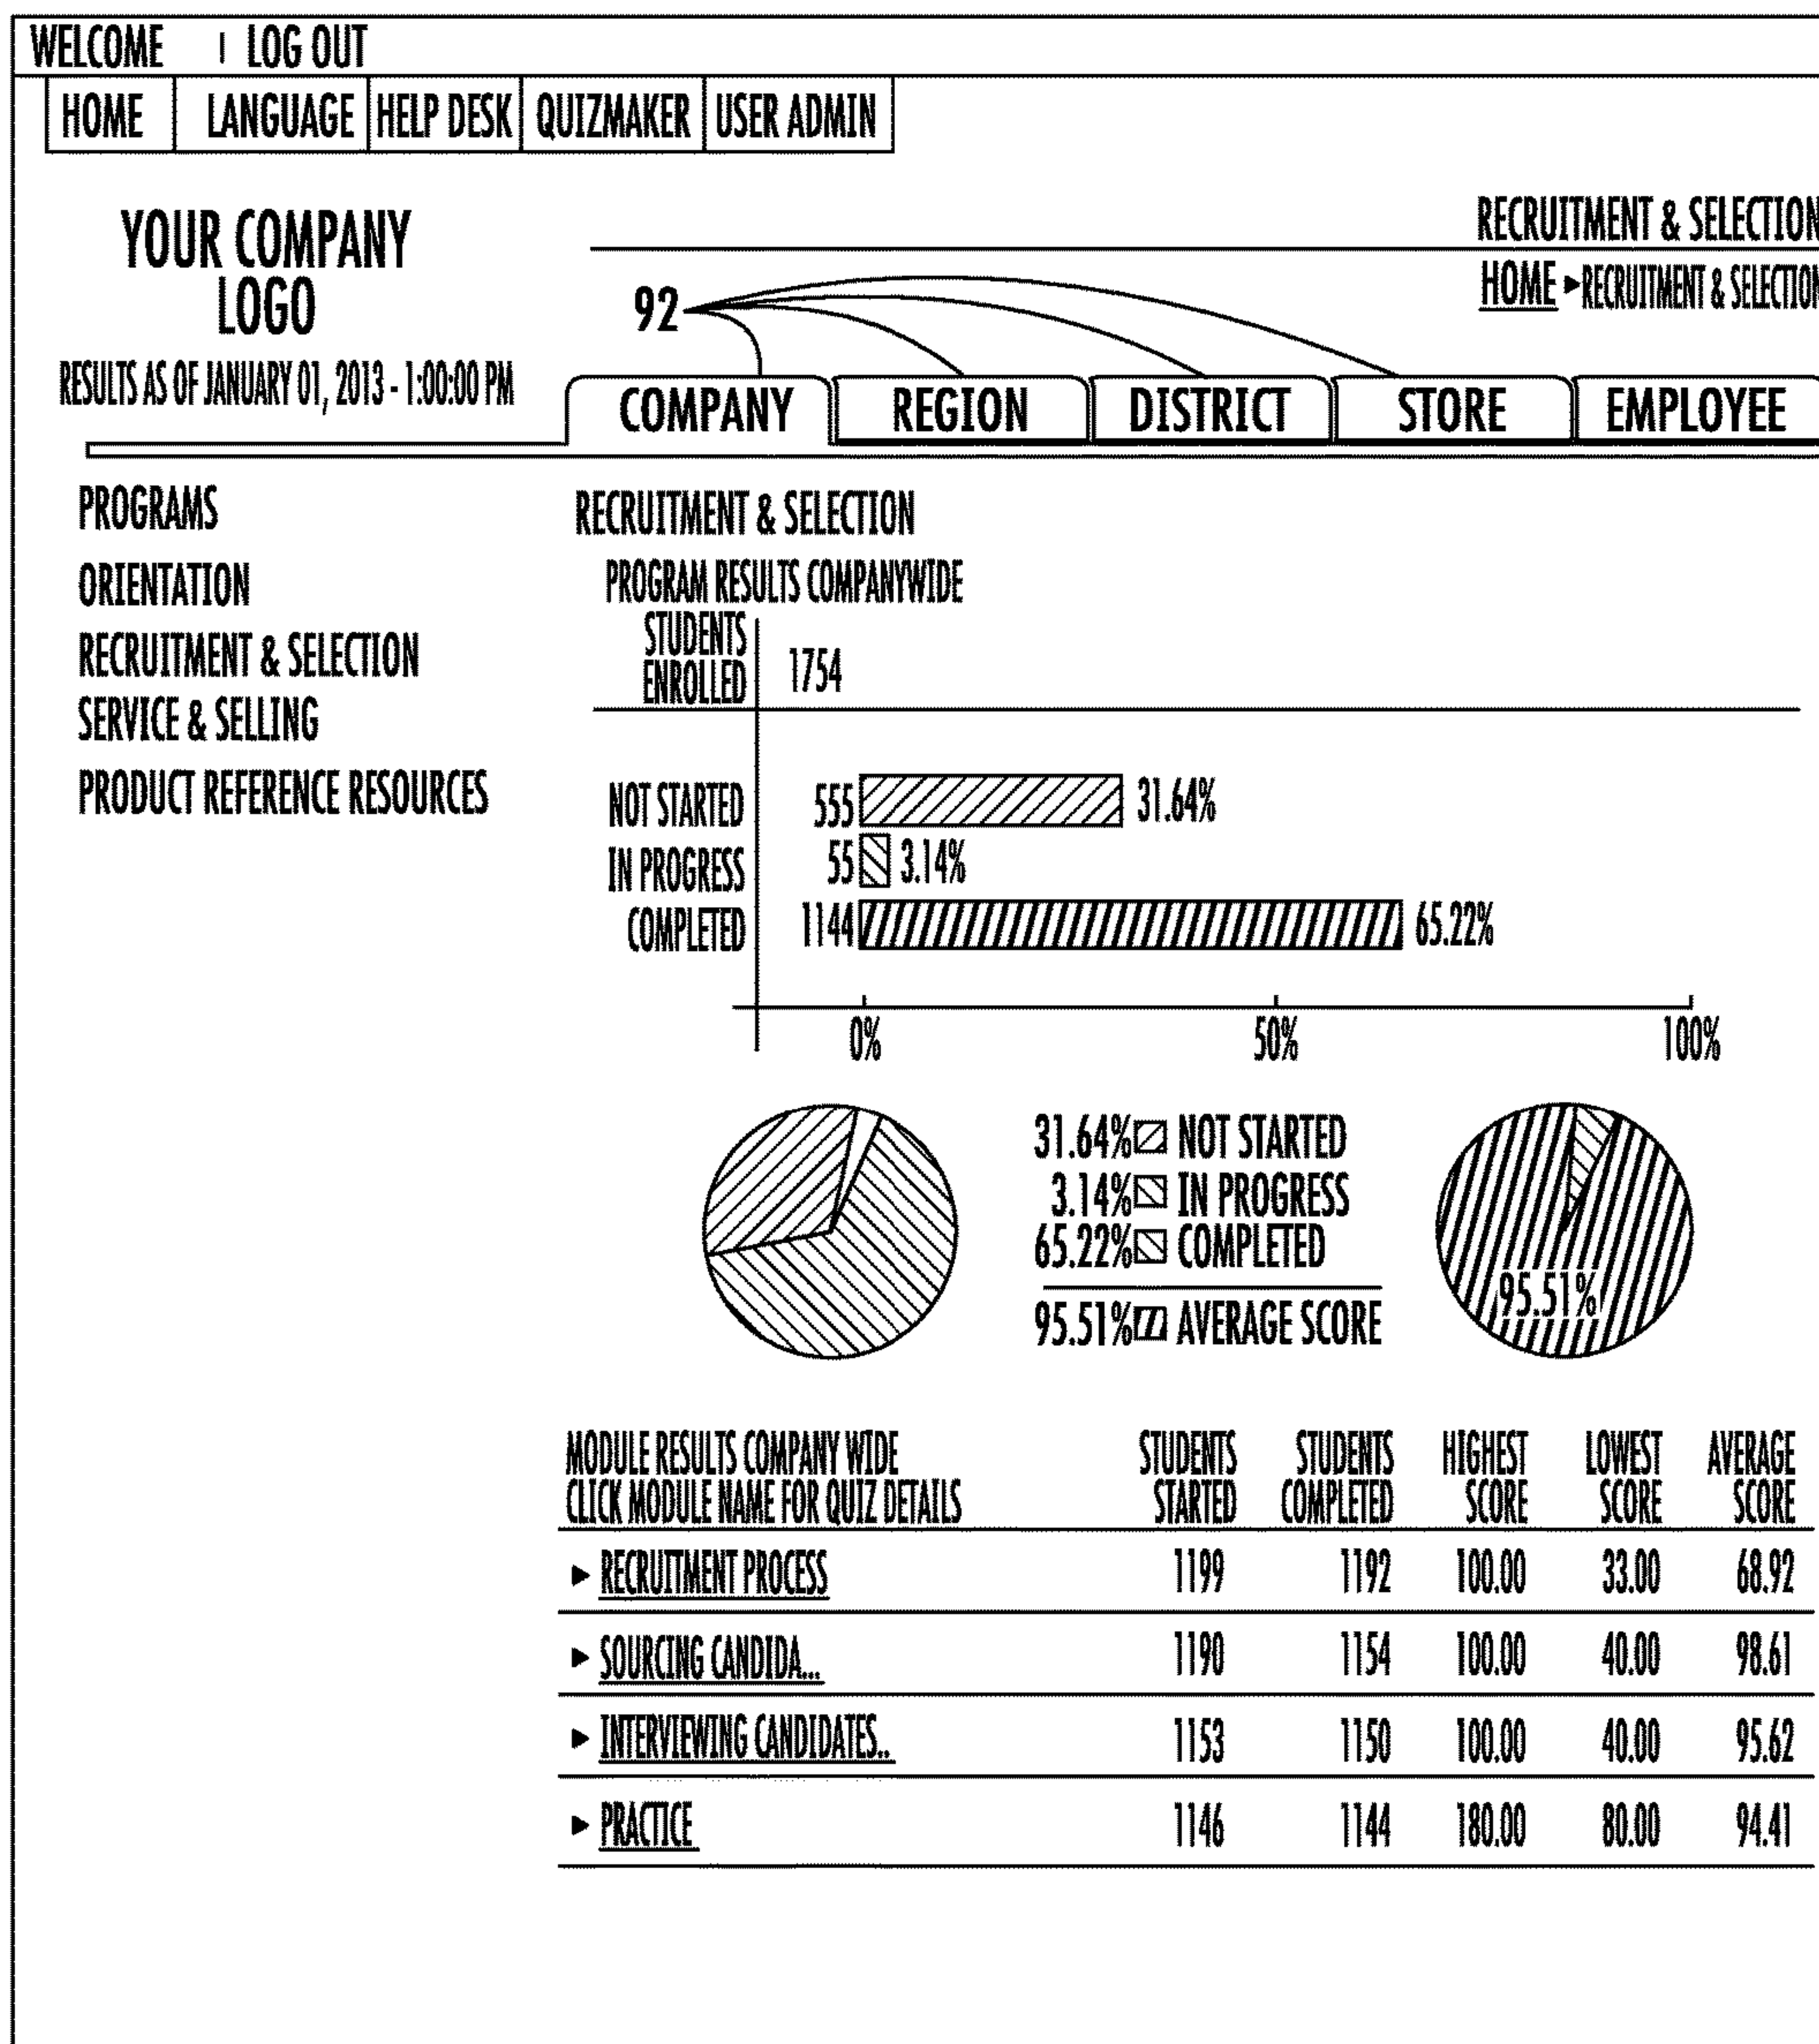 WELCOME | LOG OUT
HOME LANGUAGE HELP DESK QUIZMAKER USER ADMIN
YOUR COMPANY
LOGO
RESULTS AS OF JANUARY 01, 2013 - 1:00:00 PM
RECRUITMENT & SELECTION
HOME ▸RECRUITMENT & SELECTION
92
COMPANY REGION DISTRICT STORE EMPLOYEE
PROGRAMS
ORIENTATION
RECRUITMENT & SELECTION
SERVICE & SELLING
PRODUCT REFERENCE RESOURCES
RECRUITMENT & SELECTION
PROGRAM RESULTS COMPANYWIDE
STUDENTS
ENROLLED 1754
NOT STARTED 555 31.64%
IN PROGRESS 55 3.14%
COMPLETED 1144 65.22%
0% 50% 100%
31.64% NOT STARTED
3.14% IN PROGRESS
65.22% COMPLETED
95.51% AVERAGE SCORE
95.51%
MODULE RESULTS COMPANY WIDE STUDENTS STUDENTS HIGHEST LOWEST AVERAGE
CLICK MODULE NAME FOR QUIZ DETAILS STARTED COMPLETED SCORE SCORE SCORE
▸ RECRUITMENT PROCESS 1199 1192 100.00 33.00 68.92
▸ SOURCING CANDIDA... 1190 1154 100.00 40.00 98.61
▸ INTERVIEWING CANDIDATES.. 1153 1150 100.00 40.00 95.62
▸ PRACTICE 1146 1144 180.00 80.00 94.41